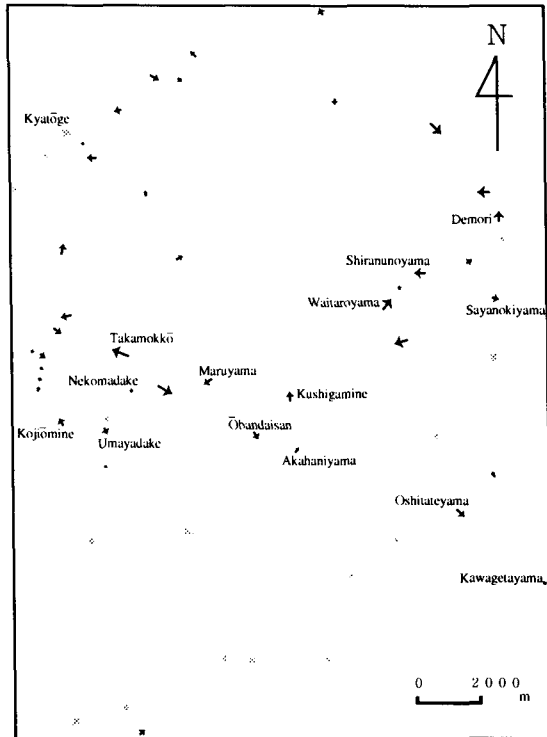 N
Kyatōge
Demori
Shiranunoyama
Waitaroyama
Sayanokiyama
Takamokkō
Maruyama
Nekomadake
Kushigamine
Ōbandaisan
Kojiōmine
Umayadake
Akahaniyama
Oshitateyama
Kawagetayama
0 2000
m